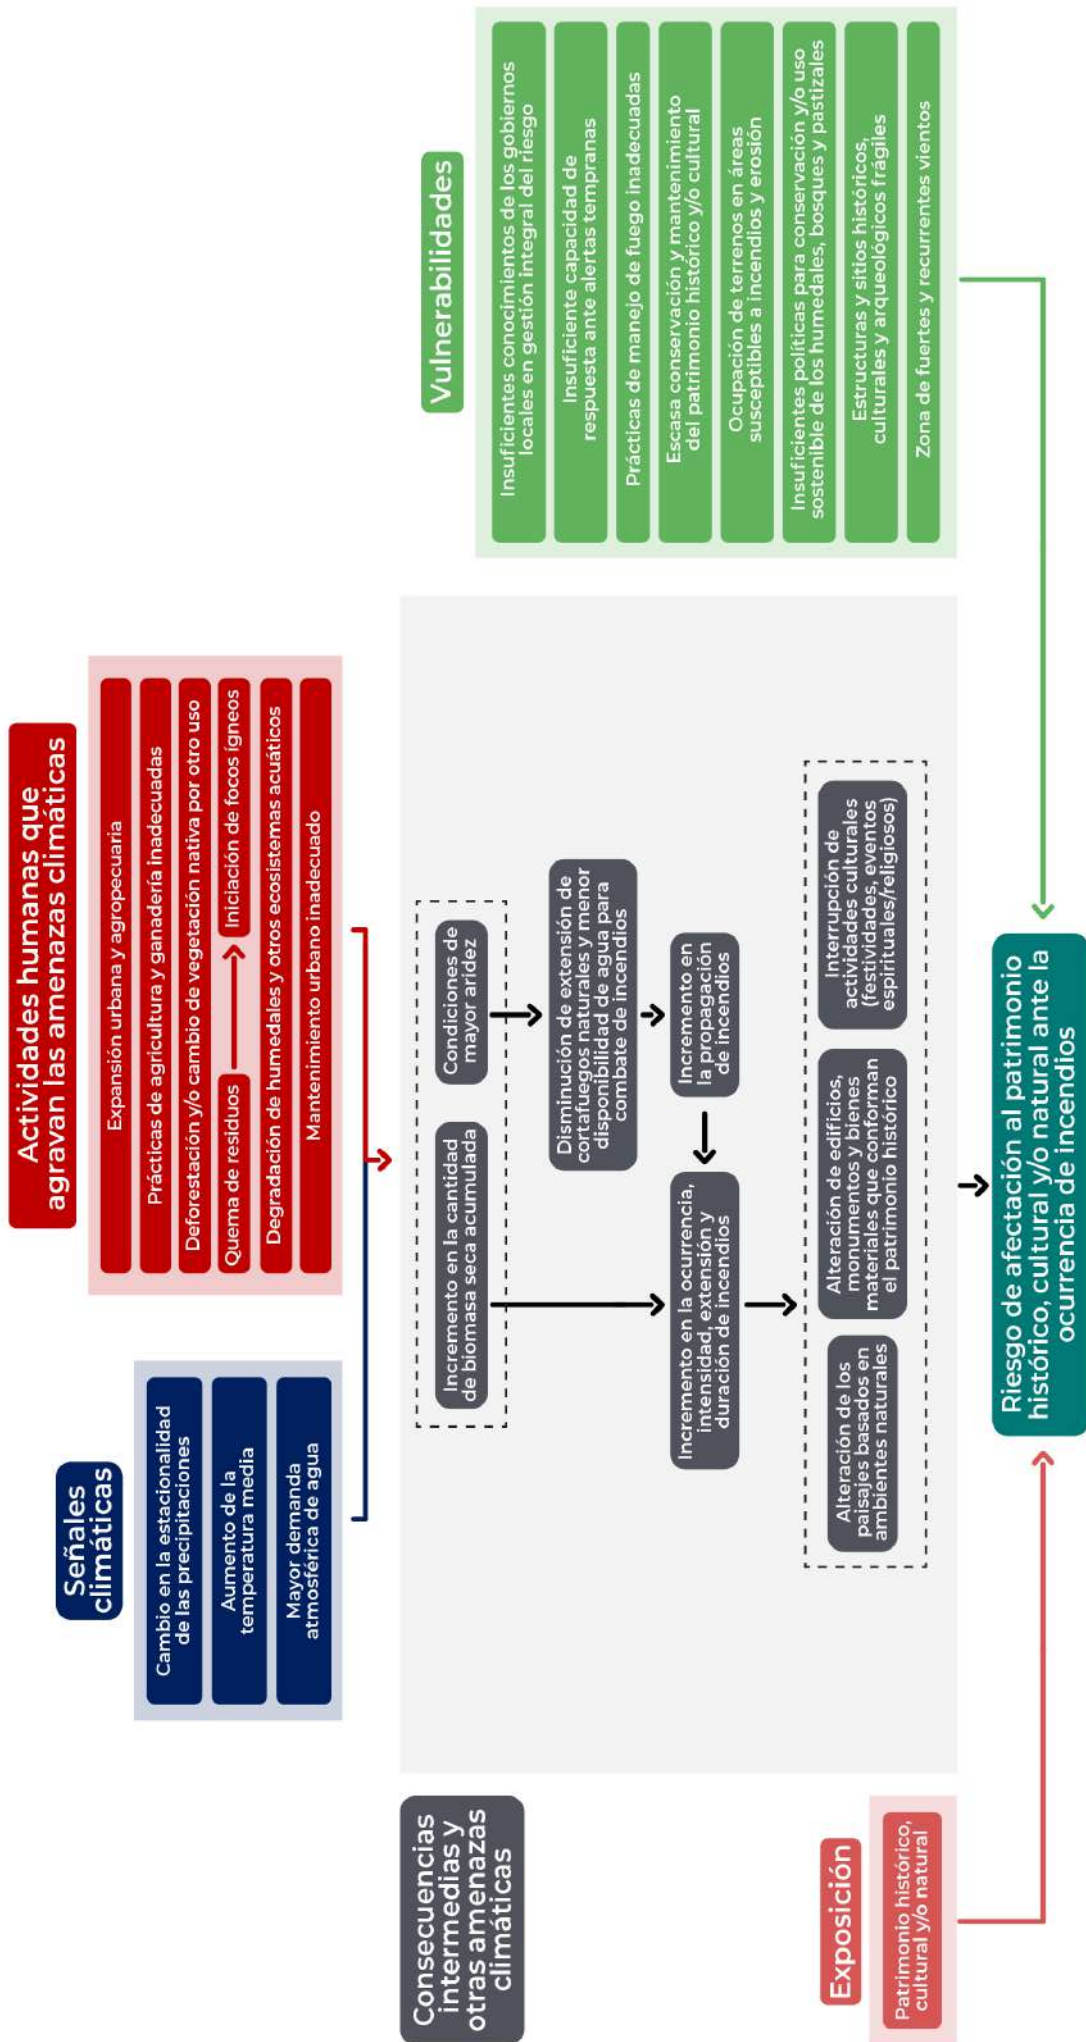 Señales
climáticas
Cambio en la estacionalidad
de las precipitaciones
Aumento de la
temperatura media
Mayor demanda
atmosférica de agua
Actividades humanas que
agravan las amenazas climáticas
Expansión urbana y agropecuaria
Prácticas de agricultura y ganadería inadecuadas
Deforestación y/o cambio de vegetación nativa por otro uso
Quema de residuos
Iniciación de focos ígneos
Degradación de humedales y otros ecosistemas acuáticos
Mantenimiento urbano inadecuado
Consecuencias
intermedias y
otras amenazas
climáticas
Incremento en la cantidad
de biomasa seca acumulada
Condiciones de
mayor aridez
Disminución de extensión de
cortafuegos naturales y menor
disponibilidad de agua para
combate de incendios
Incremento en la ocurrencia,
intensidad, extensión y
duración de incendios
Incremento en
la propagación
de incendios
Alteración de los
paisajes basados en
ambientes naturales
Alteración de edificios,
monumentos y bienes
materiales que conforman
el patrimonio histórico
Interrupción de
actividades culturales
(festividades, eventos
espirituales/religiosos)
Vulnerabilidades
Insuficientes conocimientos de los gobiernos
locales en gestión integral del riesgo
Insuficiente capacidad de
respuesta ante alertas tempranas
Prácticas de manejo de fuego inadecuadas
Escasa conservación y mantenimiento
del patrimonio histórico y/o cultural
Ocupación de terrenos en áreas
susceptibles a incendios y erosión
Insuficientes políticas para conservación y/o uso
sostenible de los humedales, bosques y pastizales
Estructuras y sitios históricos,
culturales y arqueológicos frágiles
Zona de fuertes y recurrentes vientos
Exposición
Patrimonio histórico,
cultural y/o natural
Riesgo de afectación al patrimonio
histórico, cultural y/o natural ante la
ocurrencia de incendios